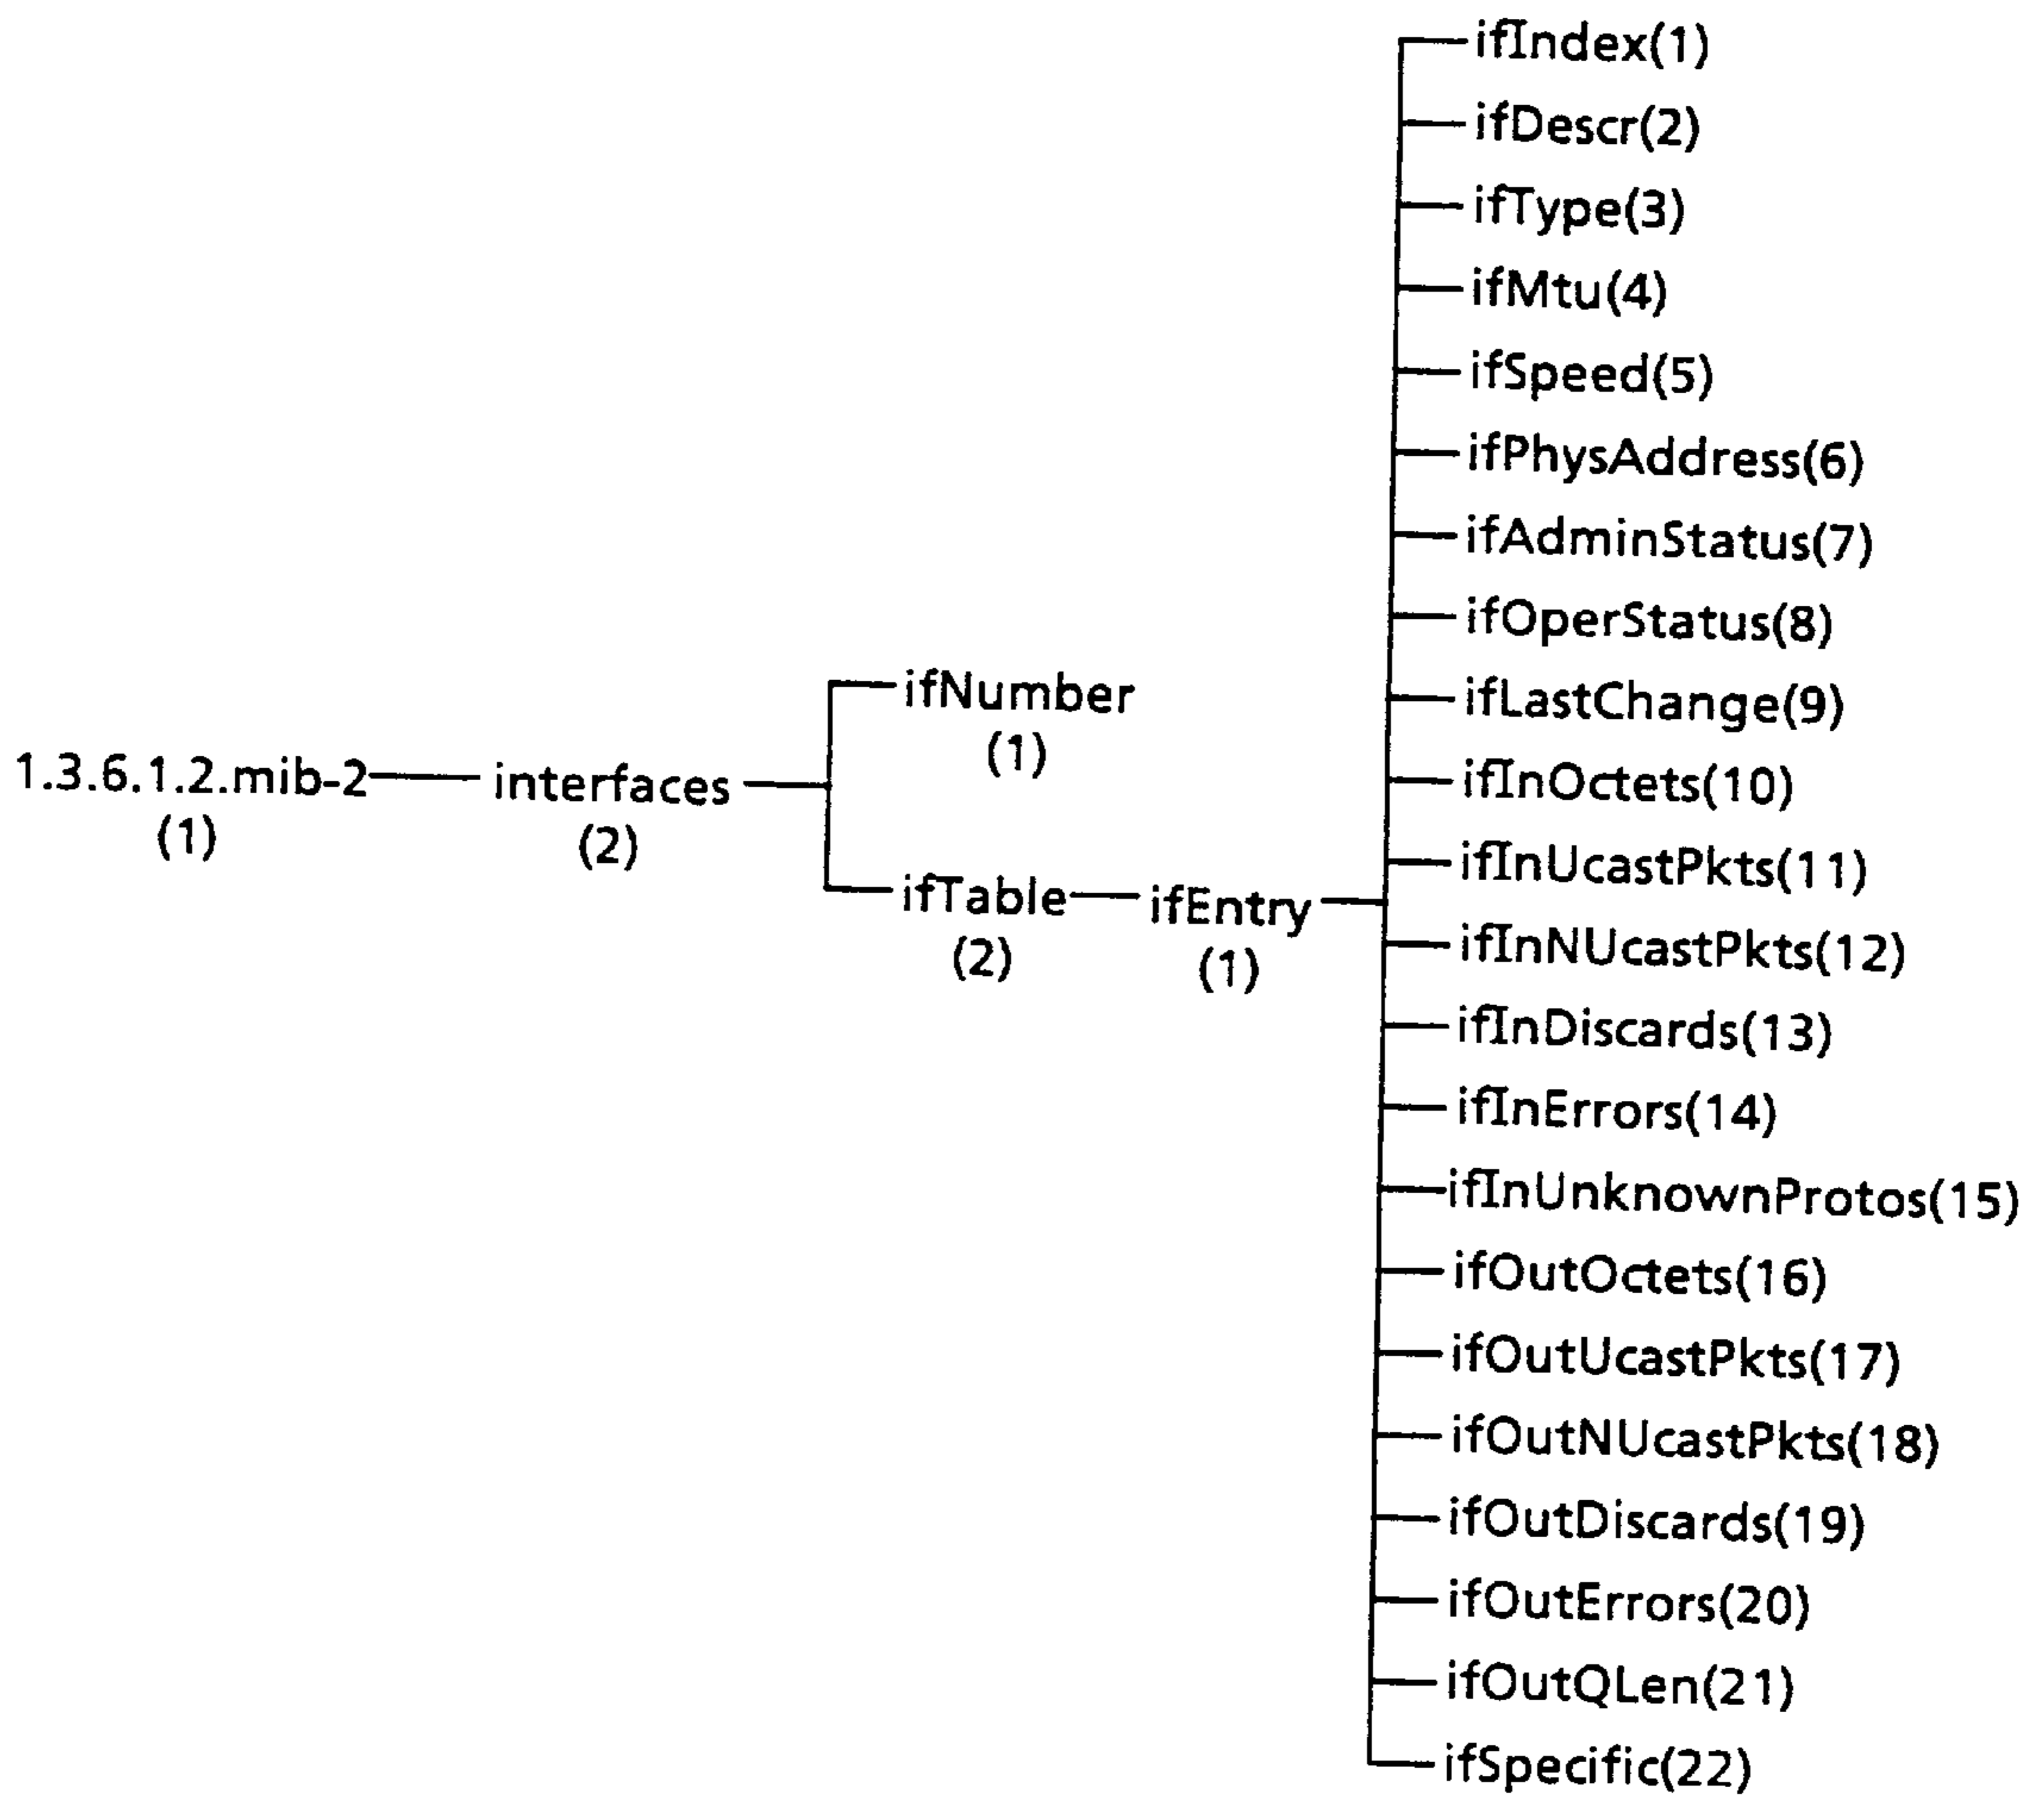 1.3.6.1.2.mib-2
(1)
interfaces
(2)
ifNumber
(1)
ifTable
(2)
ifEntry
(1)
ifIndex(1)
ifDescr(2)
ifType(3)
ifMtu(4)
ifSpeed(5)
ifPhysAddress(6)
ifAdminStatus(7)
ifOperStatus(8)
ifLastChange(9)
ifInOctets(10)
ifInUcastPkts(11)
ifInNUcastPkts(12)
ifInDiscards(13)
ifInErrors(14)
ifInUnknownProtos(15)
ifOutOctets(16)
ifOutUcastPkts(17)
ifOutNUcastPkts(18)
ifOutDiscards(19)
ifOutErrors(20)
ifOutQLen(21)
ifSpecific(22)